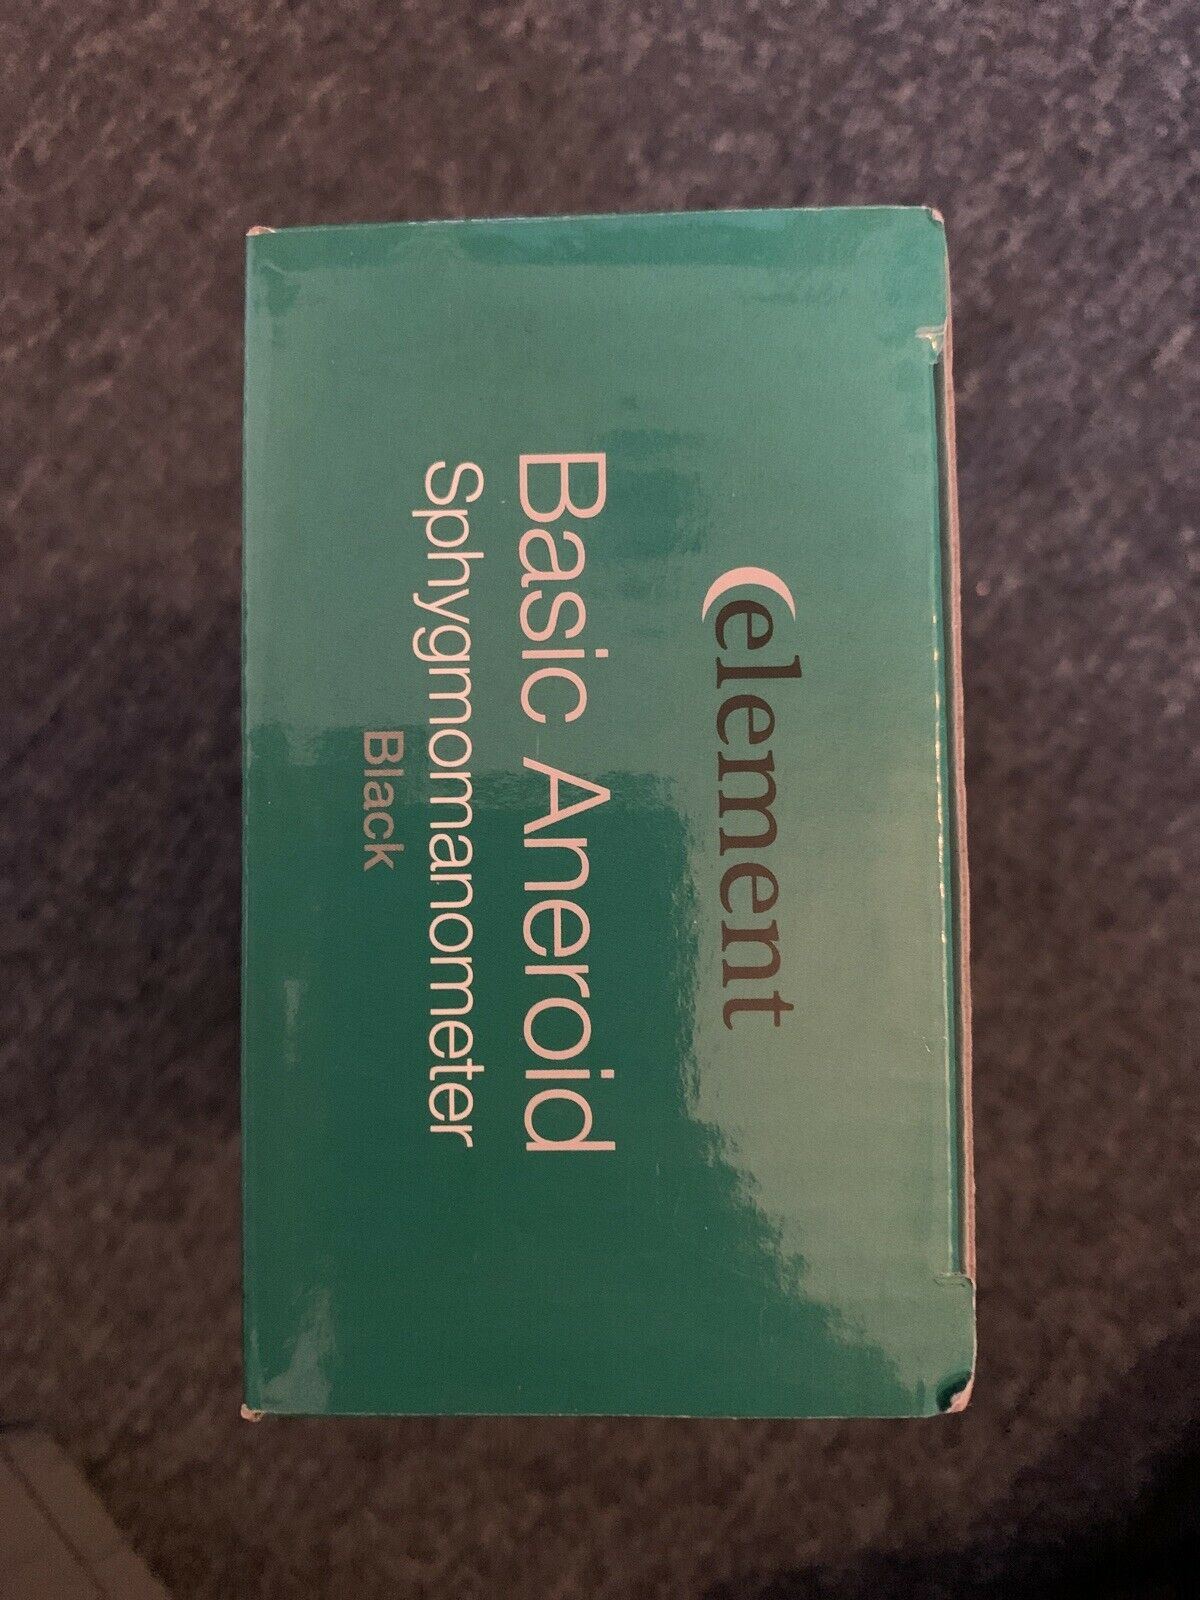 element
Basic Aneroid
Sphygmomanometer
Black